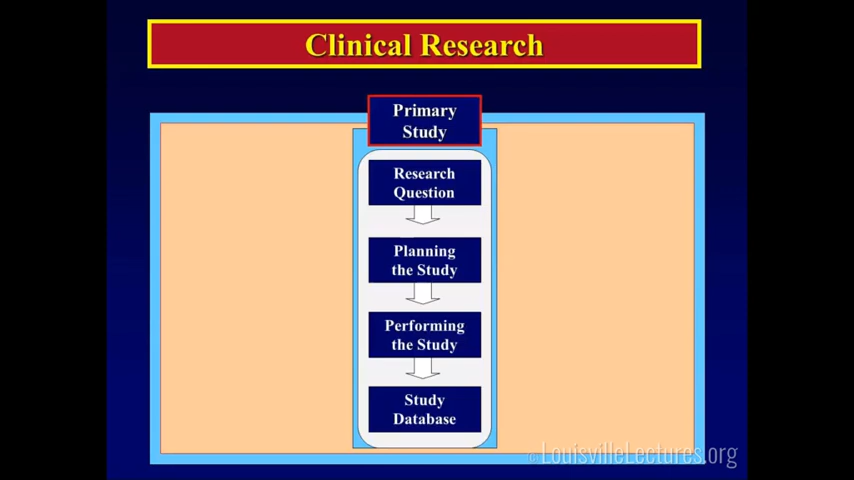 Clinical Research
Primary
Study
Research
Question
Planning
the Study
Performing
the Study
Study
Database
© LouisvilleLectures.org